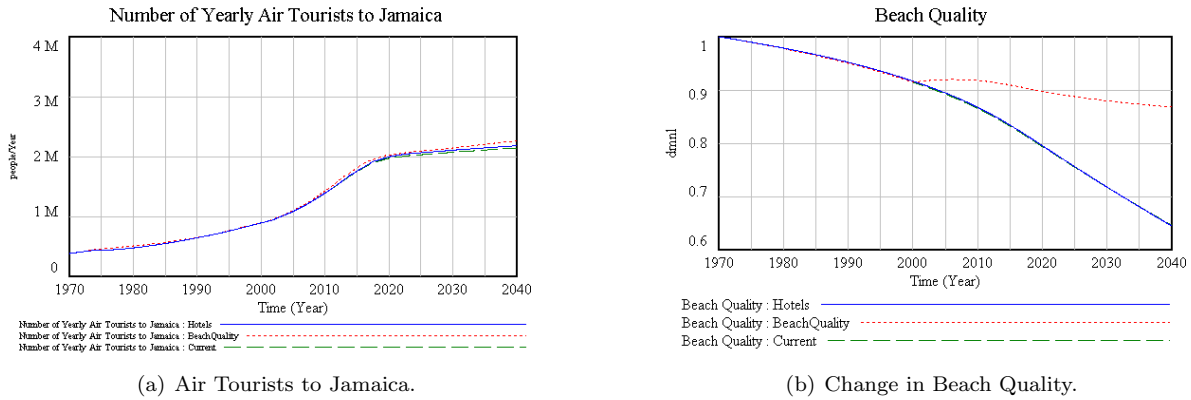 Number of Yearly Air Tourists to Jamaica
4 M
3 M
2 M
1 M
0
people/Year
1970 1980 1990 2000 2010 2020 2030 2040
Time (Year)
Number of Yearly Air Tourists to Jamaica : Hotels
Number of Yearly Air Tourists to Jamaica : BeachQuality
Number of Yearly Air Tourists to Jamaica : Current
(a) Air Tourists to Jamaica.
Beach Quality
1
0.9
0.8
0.7
0.6
dmnl
1970 1980 1990 2000 2010 2020 2030 2040
Time (Year)
Beach Quality : Hotels
Beach Quality : BeachQuality
Beach Quality : Current
(b) Change in Beach Quality.